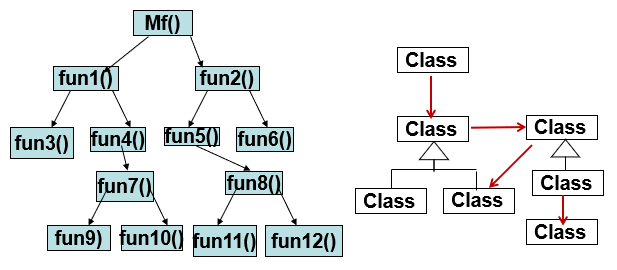 Mf()
fun1()
fun2()
fun3()
fun4()
fun5()
fun6()
fun7()
fun8()
fun9)
fun10()
fun11()
fun12()
Class
Class
Class
Class
Class
Class
Class